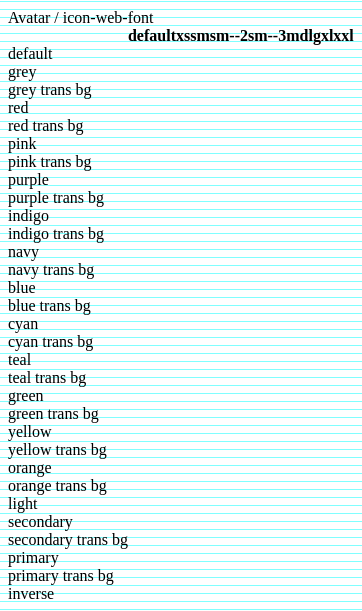 Avatar / icon-web-font
defaultxssmsm--2sm--3mdlgxlxxl
default
grey
grey trans bg
red
red trans bg
pink
pink trans bg
purple
purple trans bg
indigo
indigo trans bg
navy
navy trans bg
blue
blue trans bg
cyan
cyan trans bg
teal
teal trans bg
green
green trans bg
yellow
yellow trans bg
orange
orange trans bg
light
secondary
secondary trans bg
primary
primary trans bg
inverse